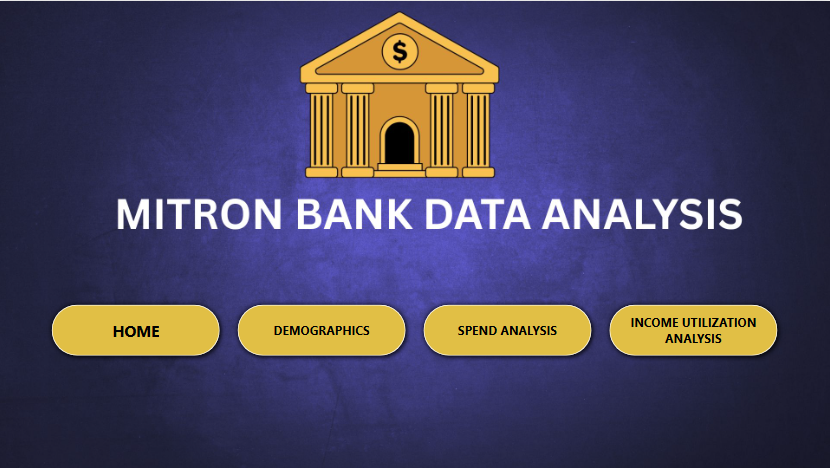 $
MITRON BANK DATA ANALYSIS
HOME
DEMOGRAPHICS
SPEND ANALYSIS
INCOME UTILIZATION
ANALYSIS